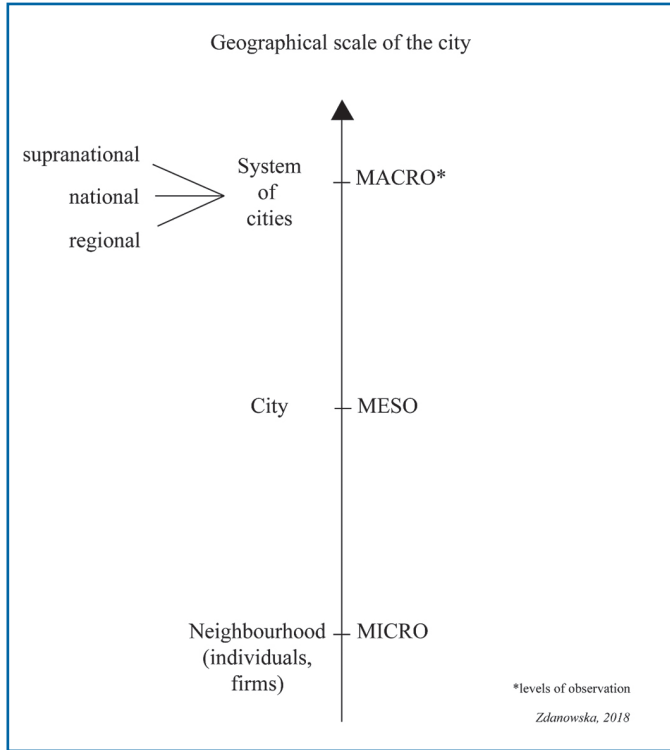 Geographical scale of the city
supranational
national
regional
System
of
cities
MACRO*
City
MESO
Neighbourhood
(individuals,
firms)
MICRO
*levels of observation
Zdanowska, 2018